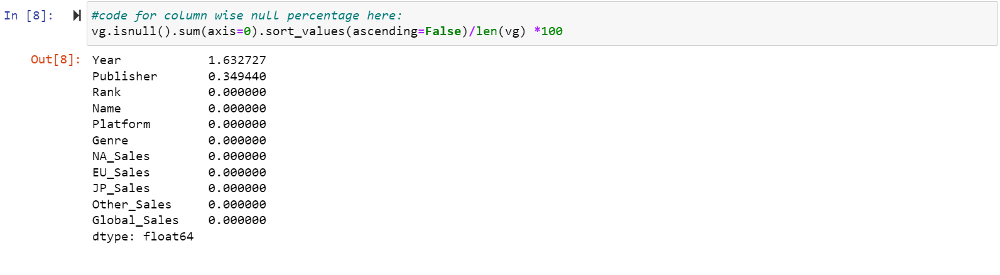 In [8]:
#code for column wise null percentage here:
vg.isnull().sum(axis=0).sort_values(ascending=False)/len(vg) *100
Out[8]:
Year 1.632727
Publisher 0.349440
Rank 0.000000
Name 0.000000
Platform 0.000000
Genre 0.000000
NA_Sales 0.000000
EU_Sales 0.000000
JP_Sales 0.000000
Other_Sales 0.000000
Global_Sales 0.000000
dtype: float64